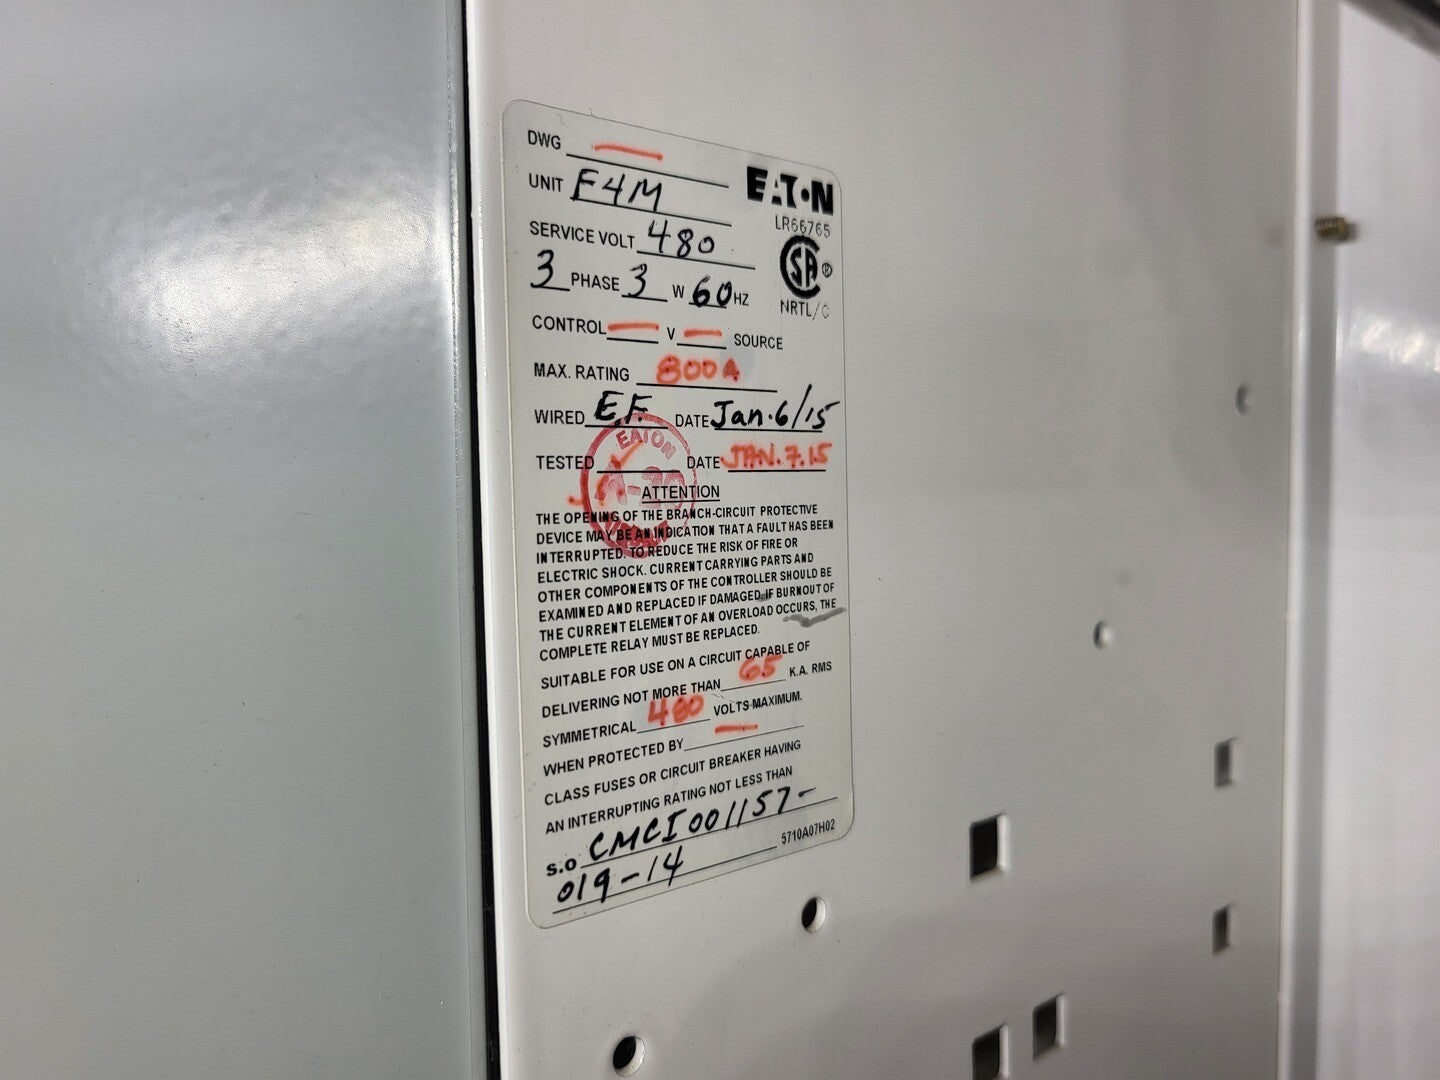 DWG
EATON
UNIT F4M
LR66765
SERVICE VOLT 480
SA ®
3 PHASE 3 W 60 HZ
NRTL/C
CONTROL V SOURCE
MAX. RATING 800A
WIRED E.F. DATE Jan.6/15
EATON
TESTED DATE JAN.7.15
ATTENTION
THE OPENING OF THE BRANCH-CIRCUIT PROTECTIVE
DEVICE MAY BE AN INDICATION THAT A FAULT HAS BEEN
INTERRUPTED. TO REDUCE THE RISK OF FIRE OR
ELECTRIC SHOCK. CURRENT CARRYING PARTS AND
OTHER COMPONENTS OF THE CONTROLLER SHOULD BE
EXAMINED AND REPLACED IF DAMAGED. IF BURNOUT OF
THE CURRENT ELEMENT OF AN OVERLOAD OCCURS, THE
COMPLETE RELAY MUST BE REPLACED.
SUITABLE FOR USE ON A CIRCUIT CAPABLE OF
DELIVERING NOT MORE THAN 65 K.A. RMS
SYMMETRICAL 480 VOLTS MAXIMUM.
WHEN PROTECTED BY
CLASS FUSES OR CIRCUIT BREAKER HAVING
AN INTERRUPTING RATING NOT LESS THAN
S.O CMCI001157-
019-14 5710A07H02